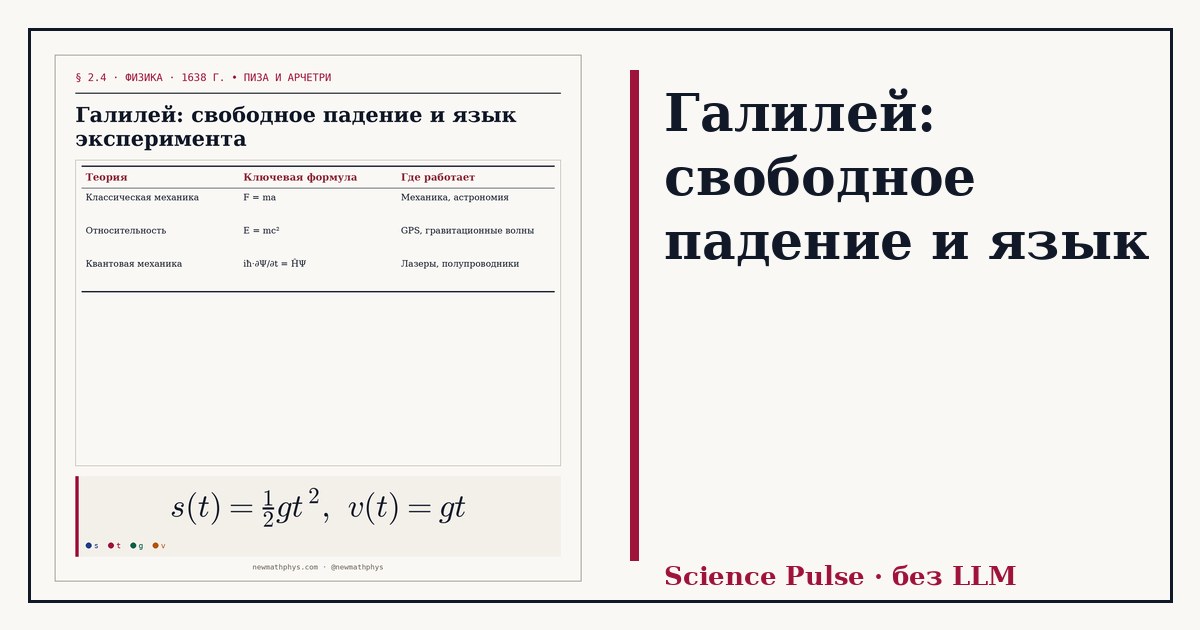 § 2.4 · ФИЗИКА · 1638 Г. • ПИЗА И АРЧЕТРИ
Галилей: свободное падение и язык
эксперимента
Теория Ключевая формула Где работает
Классическая механика F = ma Механика, астрономия
Относительность E = mc² GPS, гравитационные волны
Квантовая механика iħ·∂Ψ/∂t = ĤΨ Лазеры, полупроводники
s(t) = ½gt², v(t) = gt
s t g v
newmathphys.com · @newmathphys
Галилей:
свободное
падение и язык
Science Pulse · без LLM